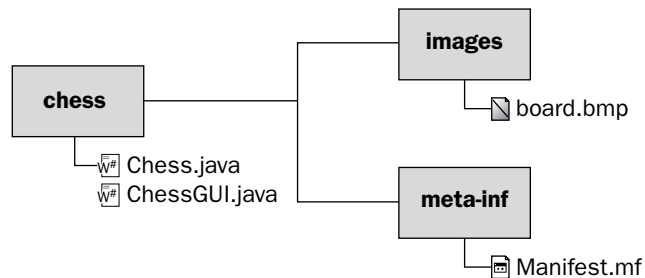 images
board.bmp
chess
Chess.java
ChessGUI.java
meta-inf
Manifest.mf